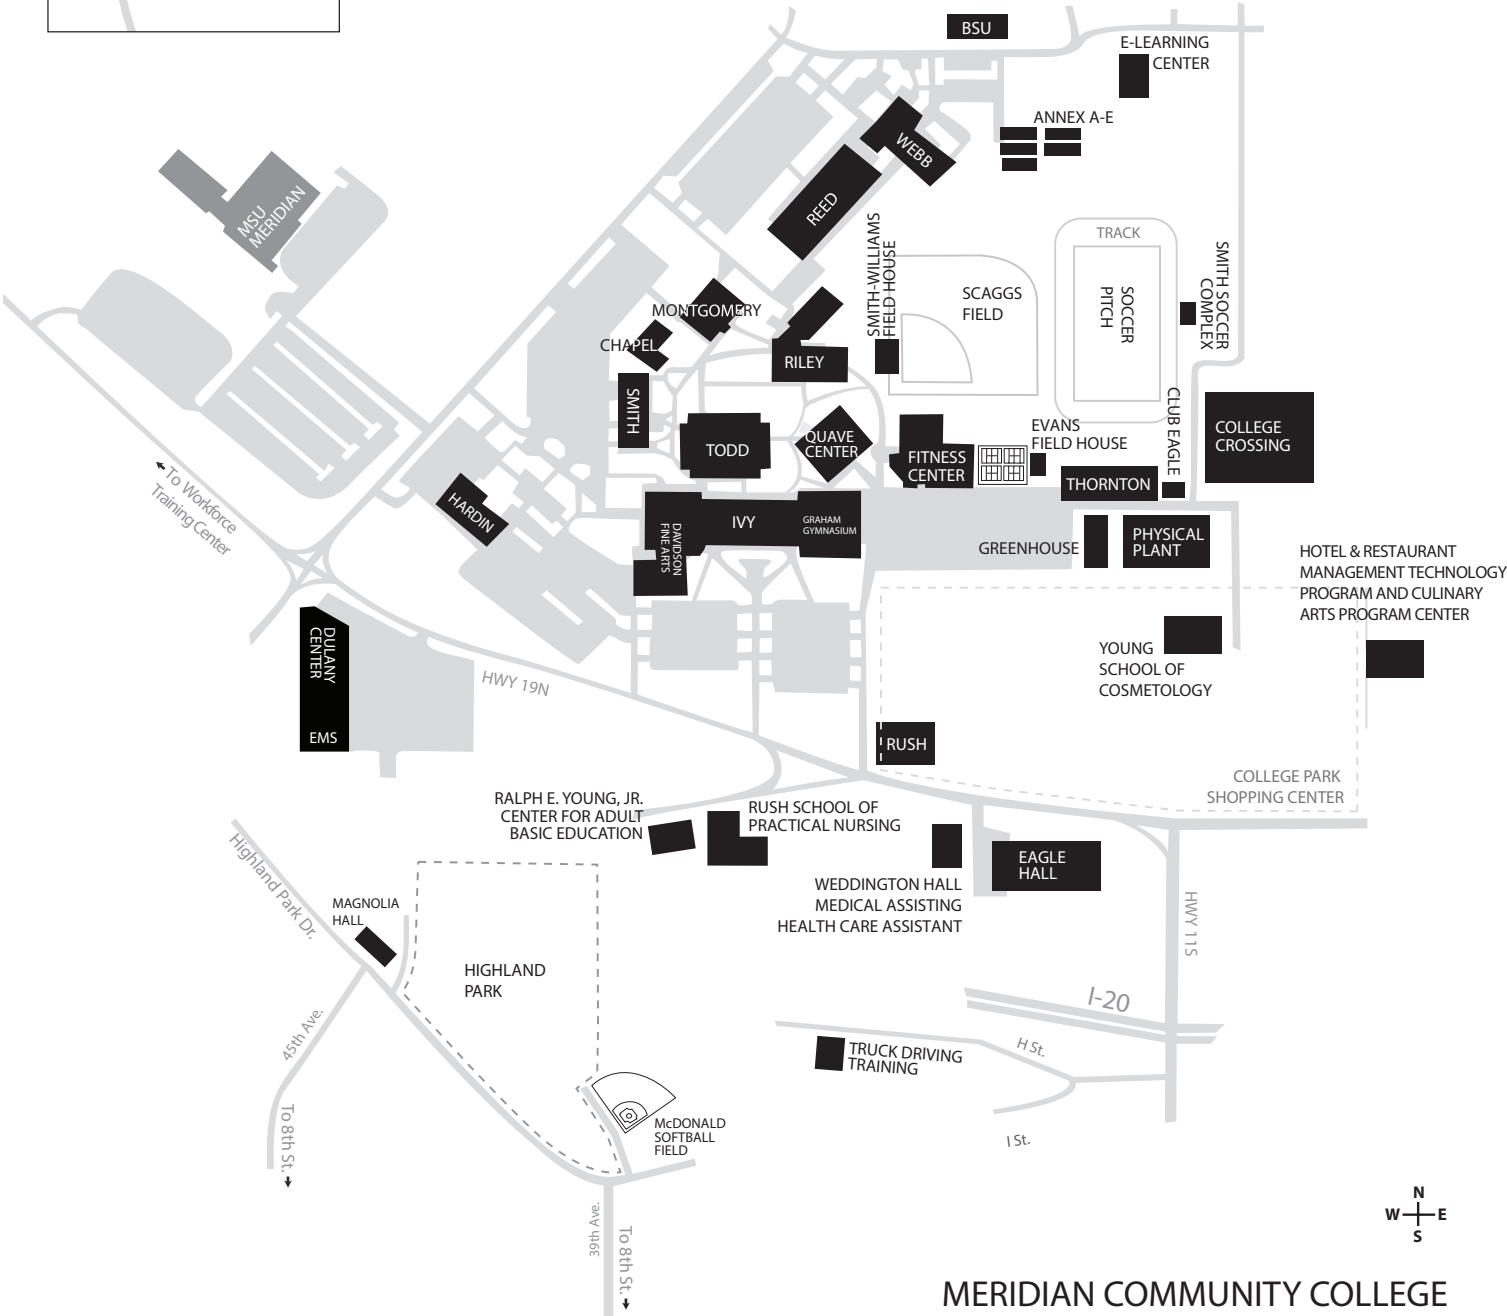 BSU
E-LEARNING
CENTER
ANNEX A-E
WEBB
REED
MSU
MERIDIAN
SMITH-WILLIAMS
FIELD HOUSE
TRACK
SCAGGS
FIELD
SOCCER
PITCH
SMITH SOCCER
COMPLEX
MONTGOMERY
CHAPEL
RILEY
SMITH
TODD
QUAVE
CENTER
FITNESS
CENTER
EVANS
FIELD HOUSE
CLUB EAGLE
COLLEGE
CROSSING
THORNTON
To Workforce
Training Center
HARDIN
DAVIDSON
FINE ARTS
IVY
GRAHAM
GYMNASIUM
GREENHOUSE
PHYSICAL
PLANT
HOTEL & RESTAURANT
MANAGEMENT TECHNOLOGY
PROGRAM AND CULINARY
ARTS PROGRAM CENTER
DULANY
CENTER
EMS
HWY 19N
YOUNG
SCHOOL OF
COSMETOLOGY
RUSH
COLLEGE PARK
SHOPPING CENTER
RALPH E. YOUNG, JR.
CENTER FOR ADULT
BASIC EDUCATION
RUSH SCHOOL OF
PRACTICAL NURSING
Highland Park Dr.
EAGLE
HALL
WEDDINGTON HALL
MEDICAL ASSISTING
HEALTH CARE ASSISTANT
HWY 11S
MAGNOLIA
HALL
HIGHLAND
PARK
I-20
45th Ave.
H St.
TRUCK DRIVING
TRAINING
To 8th St.
McDONALD
SOFTBALL
FIELD
I St.
39th Ave.
To 8th St.
N
W E
S
MERIDIAN COMMUNITY COLLEGE